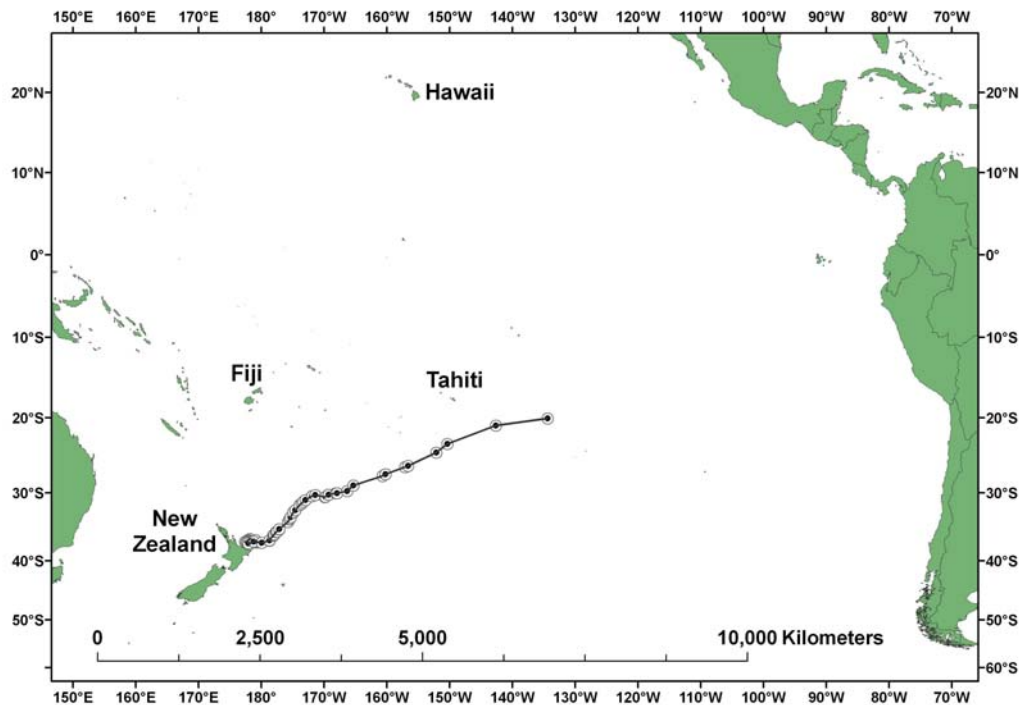 150°E 160°E 170°E 180° 170°W 160°W 150°W 140°W 130°W 120°W 110°W 100°W 90°W 80°W 70°W
20°N 20°N
Hawaii
10°N 10°N
0° 0°
10°S 10°S
Fiji
Tahiti
20°S 20°S
30°S 30°S
New
Zealand
40°S 40°S
50°S 50°S
0 2,500 5,000 10,000 Kilometers
60°S
150°E 160°E 170°E 180° 170°W 160°W 150°W 140°W 130°W 120°W 110°W 100°W 90°W 80°W 70°W